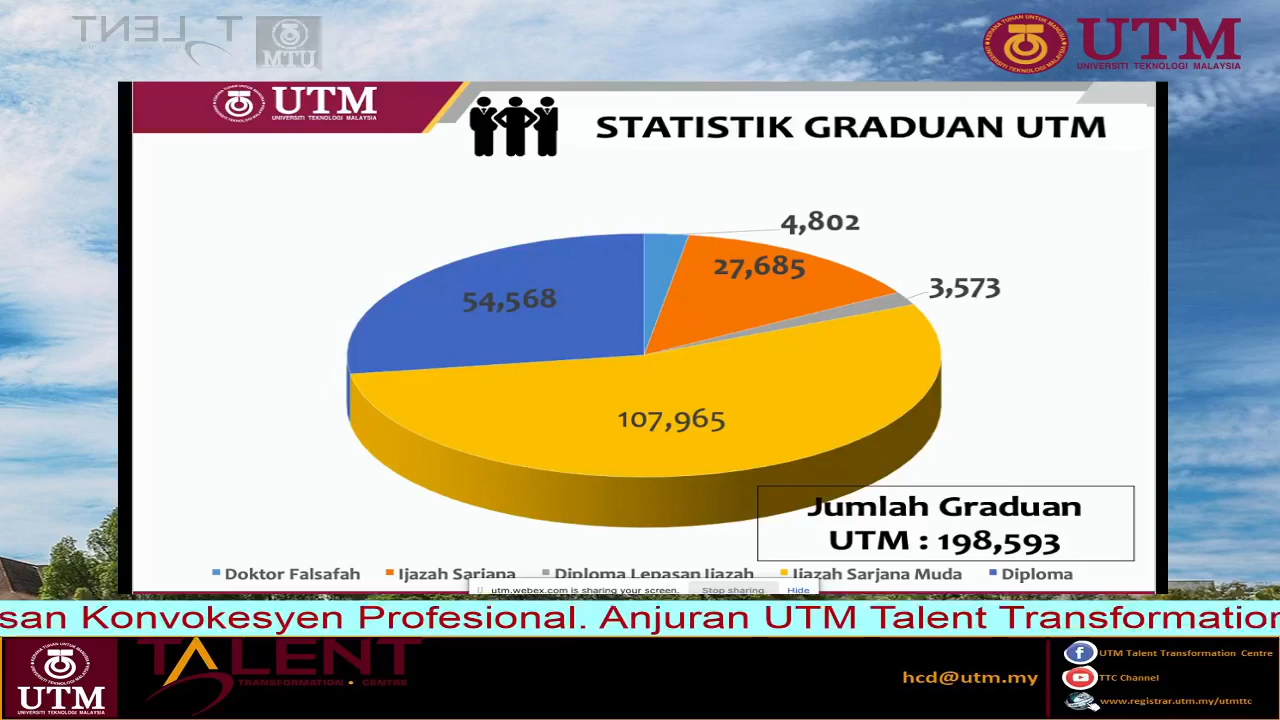 TALENT
UTM
UTM
UNIVERSITI TEKNOLOGI MALAYSIA
UTM
UNIVERSITI TEKNOLOGI MALAYSIA
STATISTIK GRADUAN UTM
4,802
27,685
3,573
54,568
107,965
Jumlah Graduan
UTM : 198,593
Doktor Falsafah
Ijazah Sarjana
Diploma Lepasan Ijazah
Ijazah Sarjana Muda
Diploma
utm.webex.com is sharing your screen. Stop sharing Hide
san Konvokesyen Profesional. Anjuran UTM Talent Transformation
UTM
TALENT
TRANSFORMATION • CENTRE
hcd@utm.my
UTM Talent Transformation Centre
TTC Channel
www.registrar.utm.my/utmttc